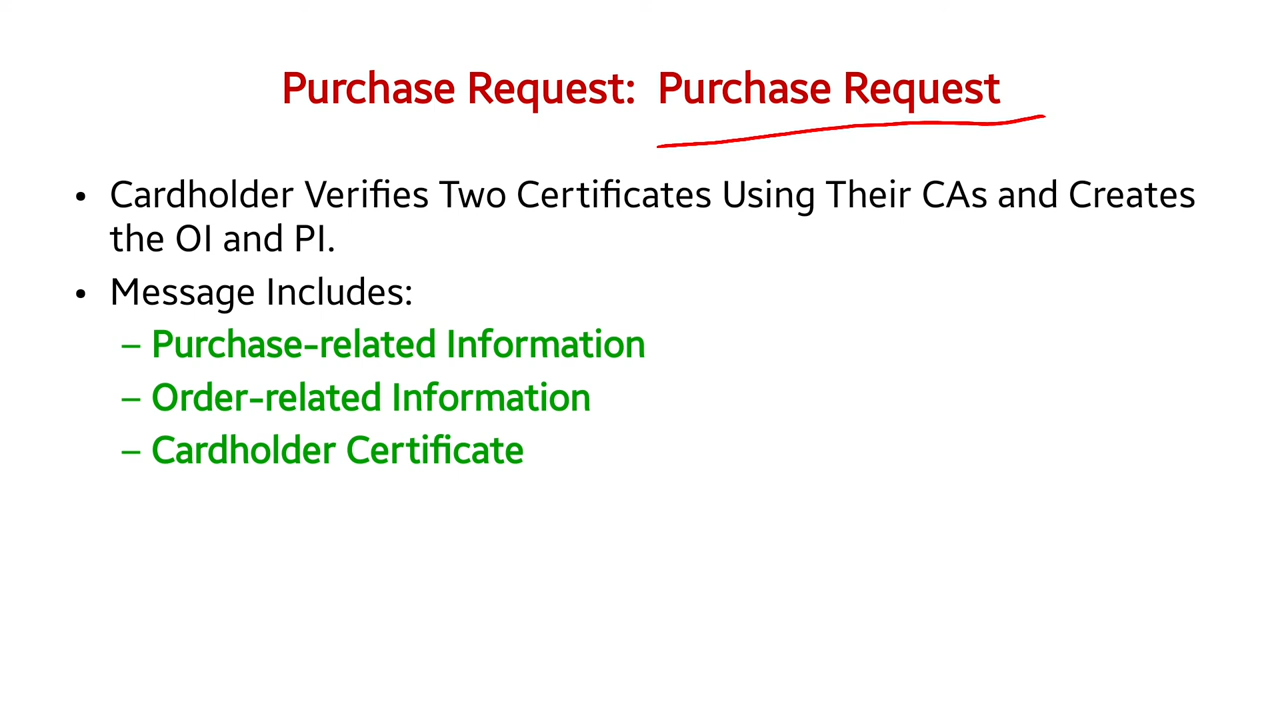 Purchase Request: Purchase Request
• Cardholder Verifies Two Certificates Using Their CAs and Creates
the OI and PI.
• Message Includes:
– Purchase-related Information
– Order-related Information
– Cardholder Certificate